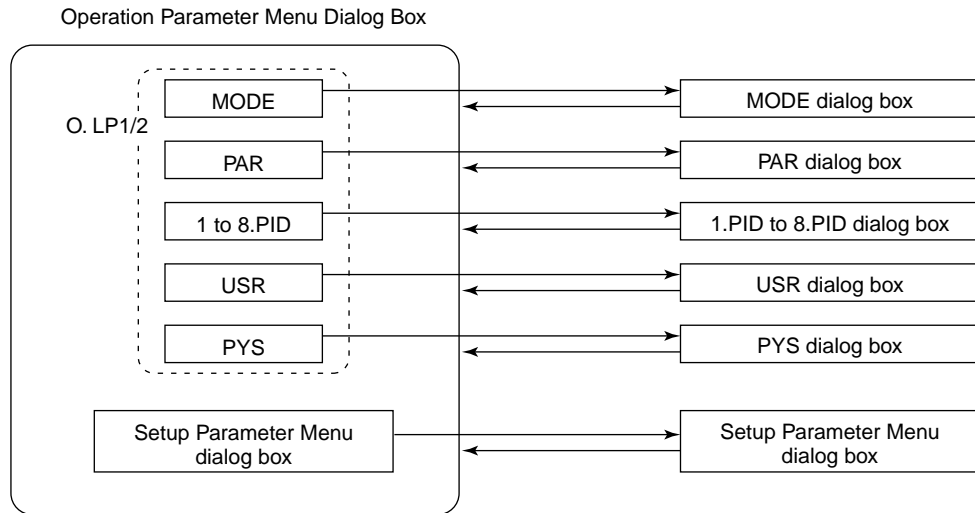 Operation Parameter Menu Dialog Box
O. LP1/2
MODE
MODE dialog box
PAR
PAR dialog box
1 to 8.PID
1.PID to 8.PID dialog box
USR
USR dialog box
PYS
PYS dialog box
Setup Parameter Menu
dialog box
Setup Parameter Menu
dialog box